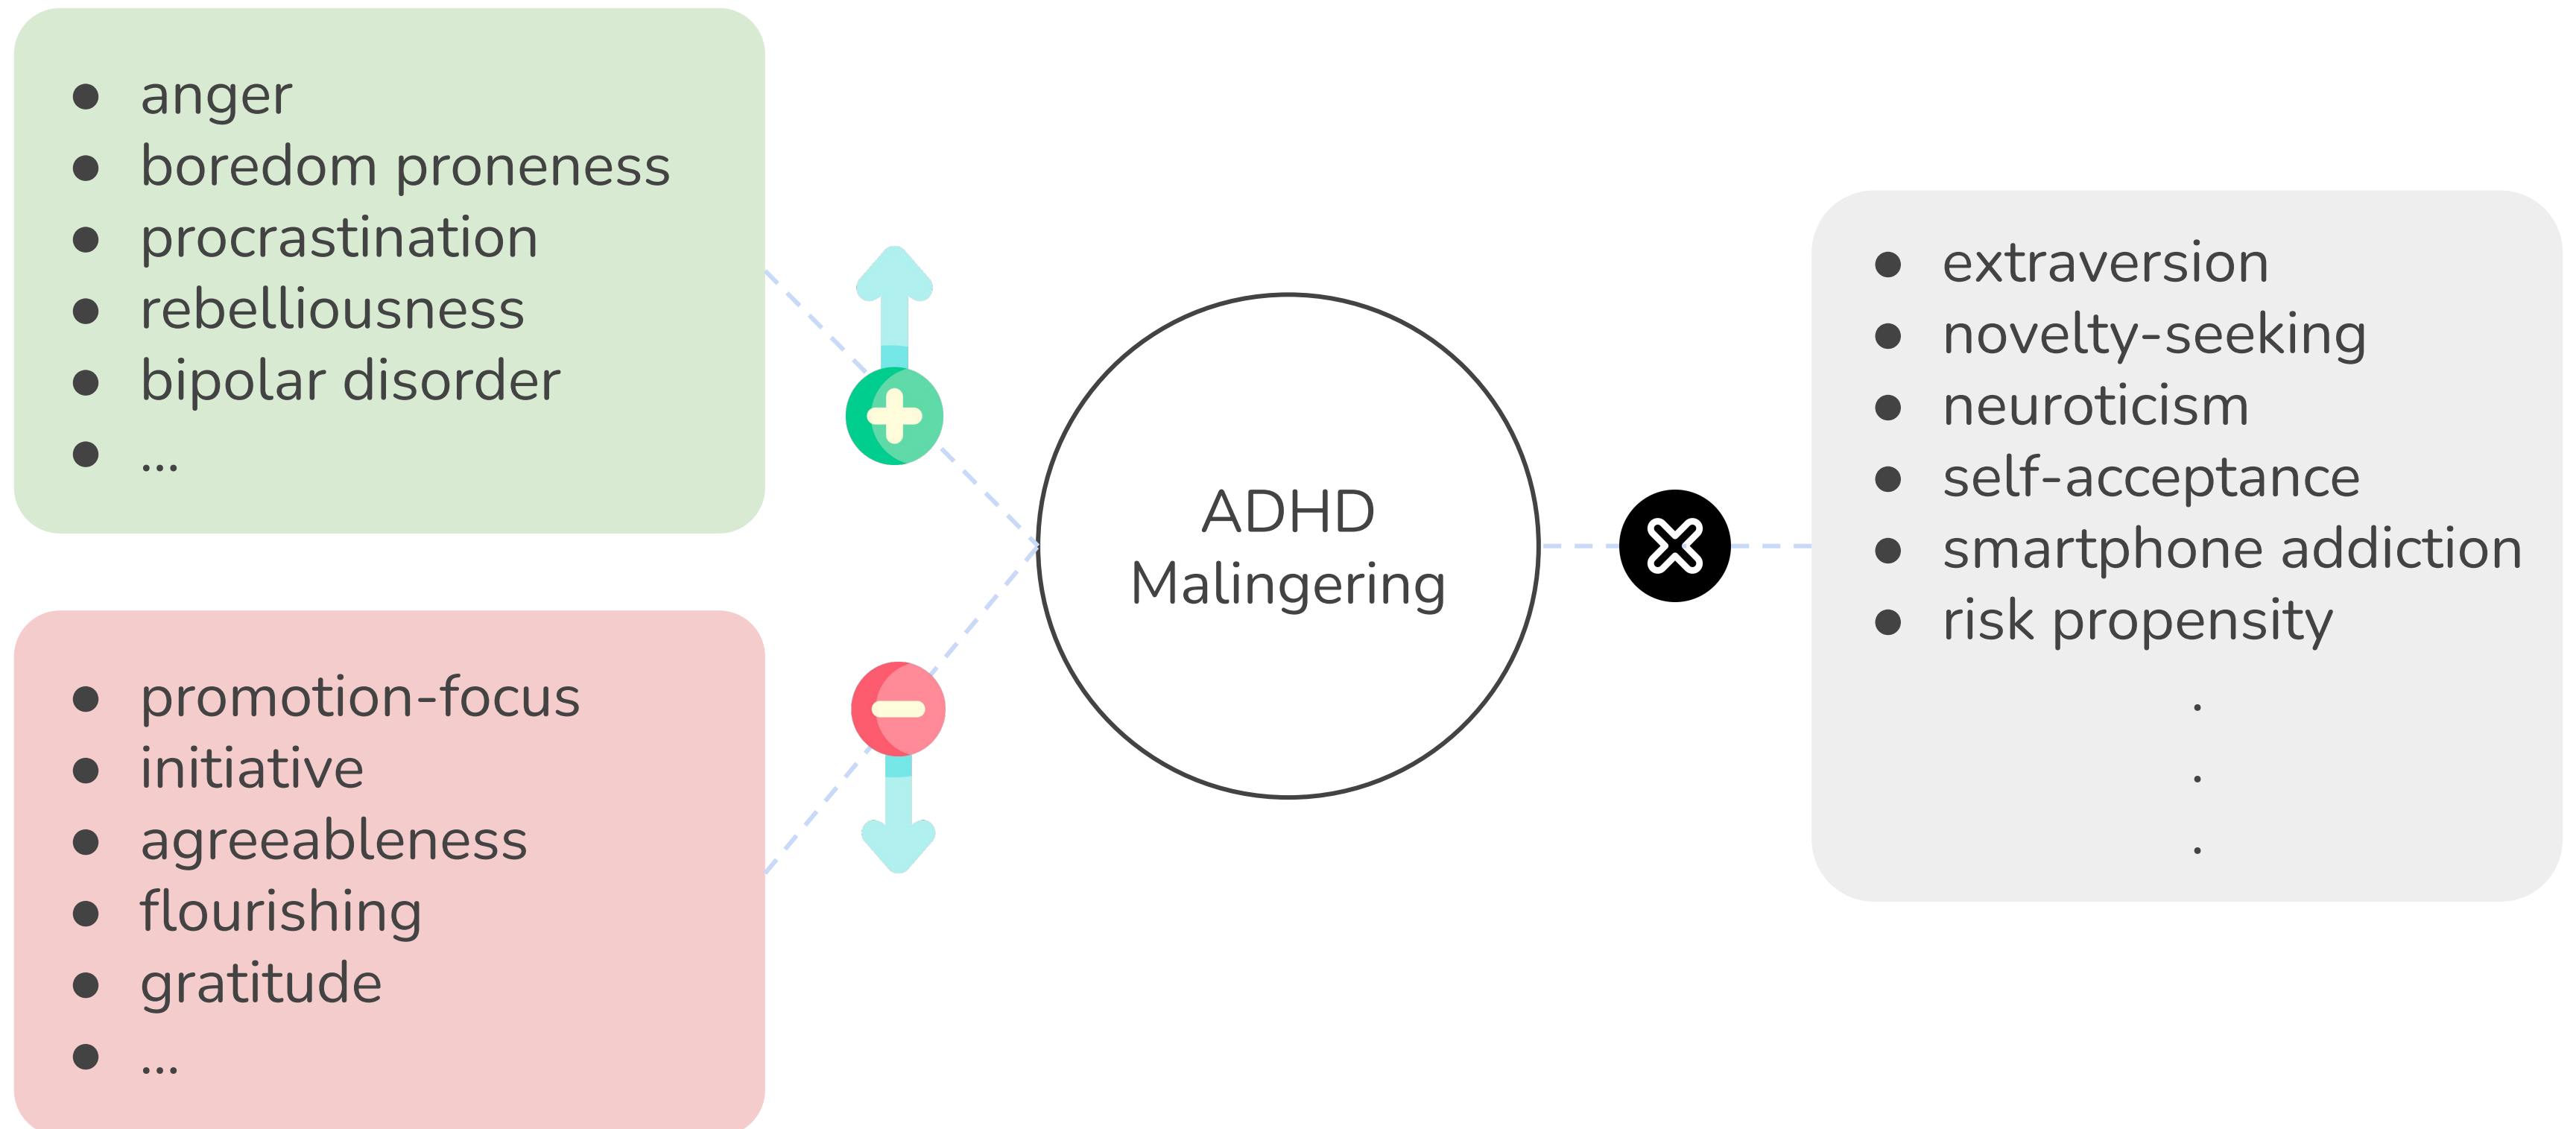 ● anger
● boredom proneness
● procrastination
● rebelliousness
● bipolar disorder
● ...
● promotion-focus
● initiative
● agreeableness
● flourishing
● gratitude
● ...
ADHD
Malingering
● extraversion
● novelty-seeking
● neuroticism
● self-acceptance
● smartphone addiction
● risk propensity
.
.
.